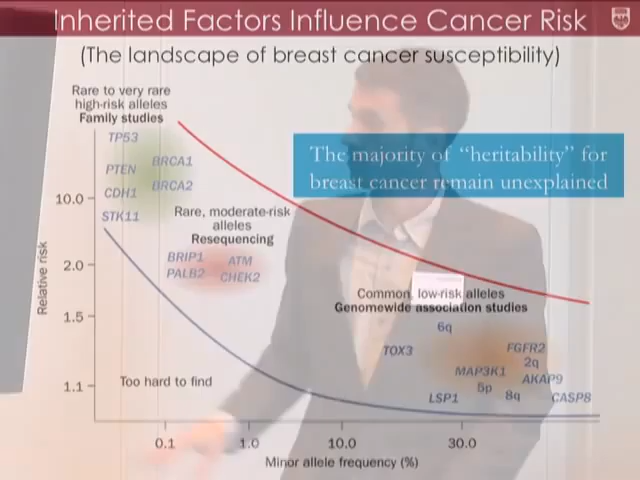 Inherited Factors Influence Cancer Risk
(The landscape of breast cancer susceptibility)
Rare to very rare
high-risk alleles
Family studies
TP53
PTEN
BRCA1
CDH1
BRCA2
STK11
The majority of “heritability” for
breast cancer remain unexplained
Rare, moderate-risk
alleles
Resequencing
BRIP1
ATM
PALB2
CHEK2
Common, low-risk alleles
Genomewide association studies
6q
TOX3
FGFR2
2q
MAP3K1
AKAP9
5p
LSP1
8q
CASP8
Too hard to find
Relative risk
10.0
2.0
1.5
1.1
0.1
1.0
10.0
30.0
Minor allele frequency (%)